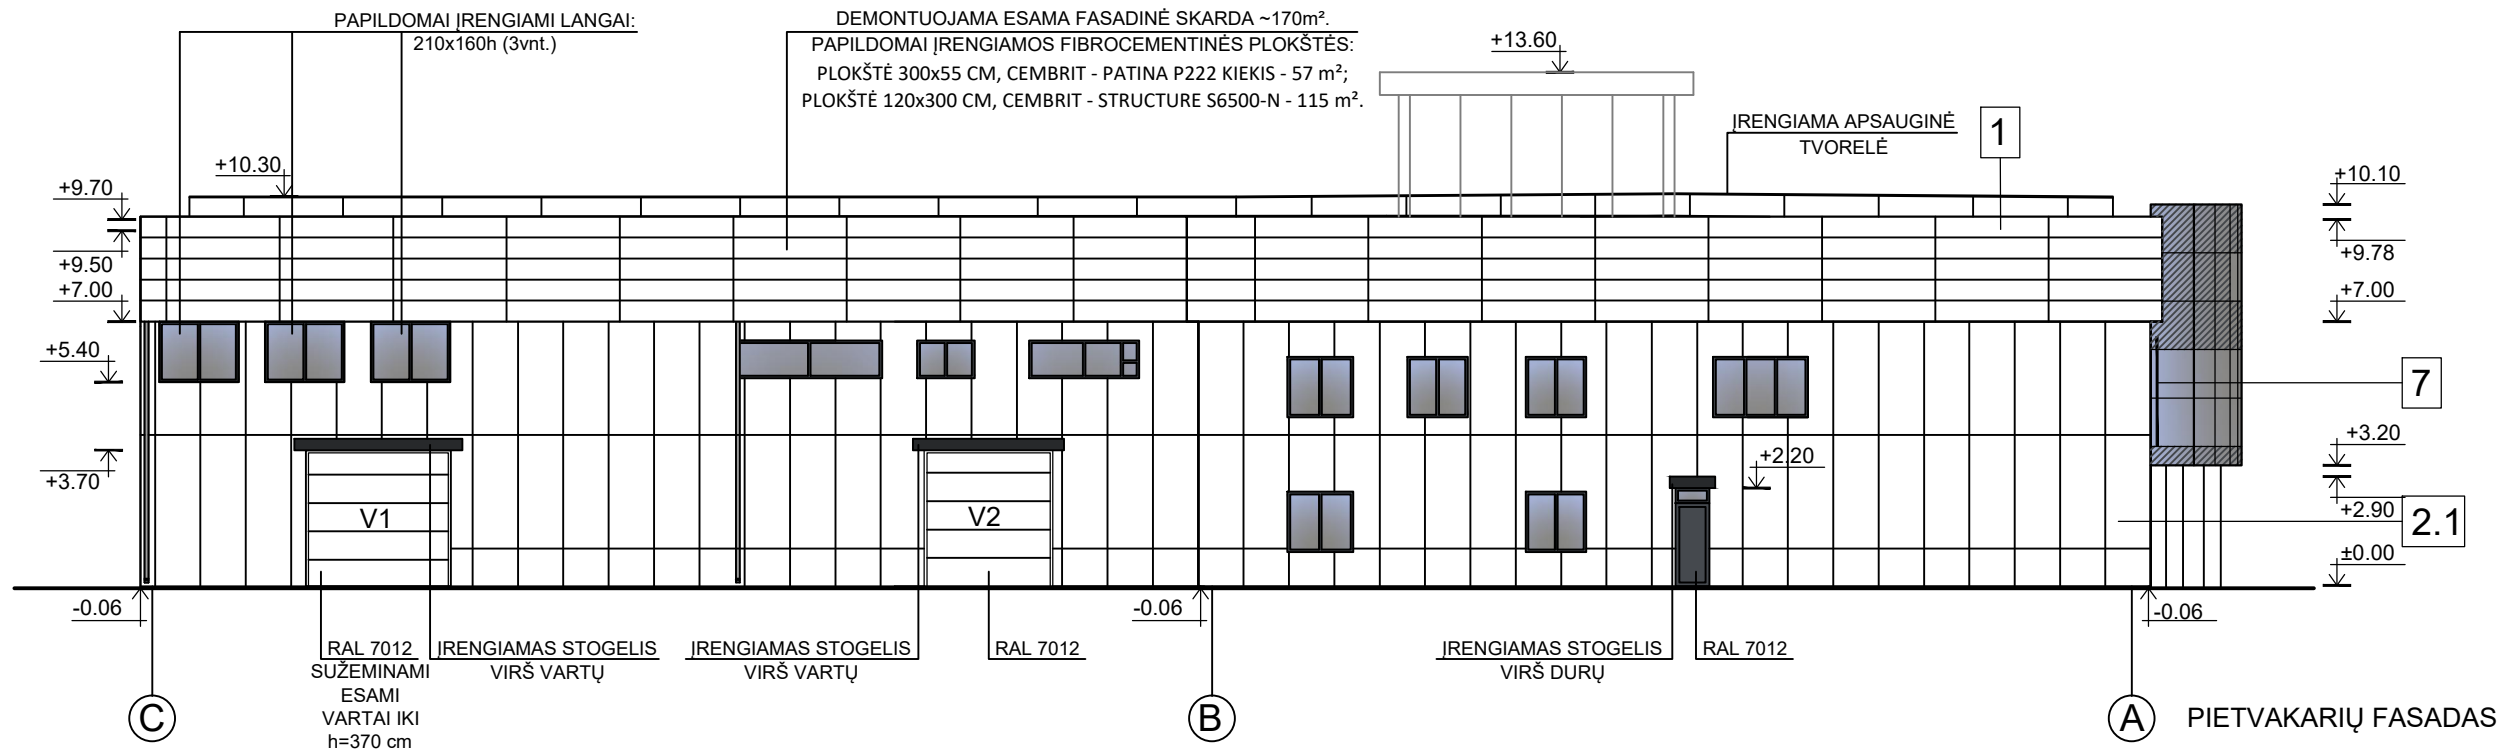 PAPILDOMAI ĮRENGIAMI LANGAI:
210x160h (3vnt.)
DEMONTUOJAMA ESAMA FASADINĖ SKARDA ~170m².
PAPILDOMAI ĮRENGIAMOS FIBROCEMENTINĖS PLOKŠTĖS:
PLOKŠTĖ 300x55 CM, CEMBRIT - PATINA P222 KIEKIS - 57 m²;
PLOKŠTĖ 120x300 CM, CEMBRIT - STRUCTURE S6500-N - 115 m².
+13.60
ĮRENGIAMA APSAUGINĖ
TVORELĖ
1
+10.30
+9.70
+9.50
+7.00
+5.40
+3.70
+10.10
+9.78
+7.00
7
+3.20
+2.20
+2.90
2.1
±0.00
V1
V2
-0.06
-0.06
-0.06
RAL 7012
SUŽEMINAMI
ESAMI
VARTAI IKI
h=370 cm
ĮRENGIAMAS STOGELIS
VIRŠ VARTŲ
ĮRENGIAMAS STOGELIS
VIRŠ VARTŲ
RAL 7012
ĮRENGIAMAS STOGELIS
VIRŠ DURŲ
RAL 7012
C
B
A
PIETVAKARIŲ FASADAS